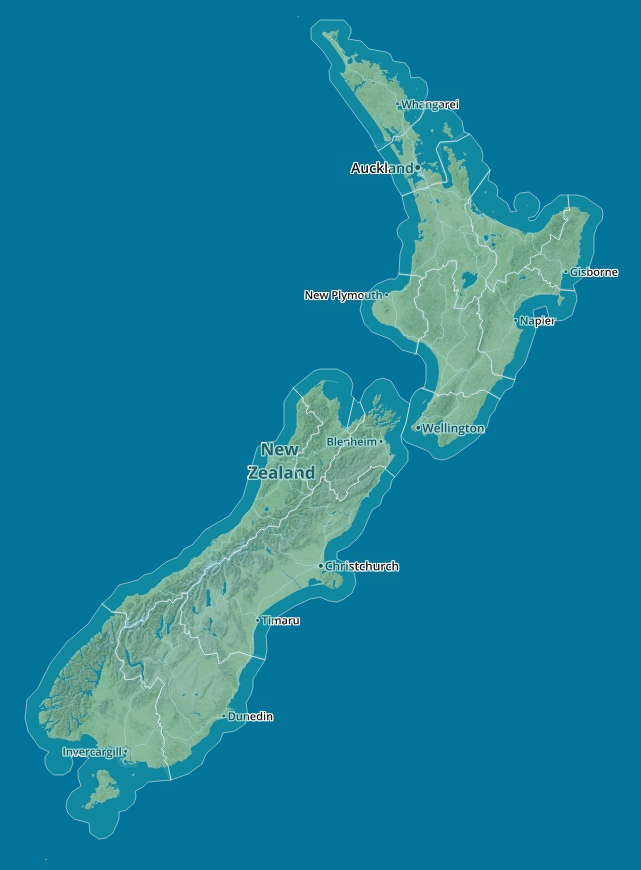 Whangarei
Auckland
Gisborne
New Plymouth
Napier
Wellington
Blenheim
New
Zealand
Christchurch
Timaru
Dunedin
Invercargill